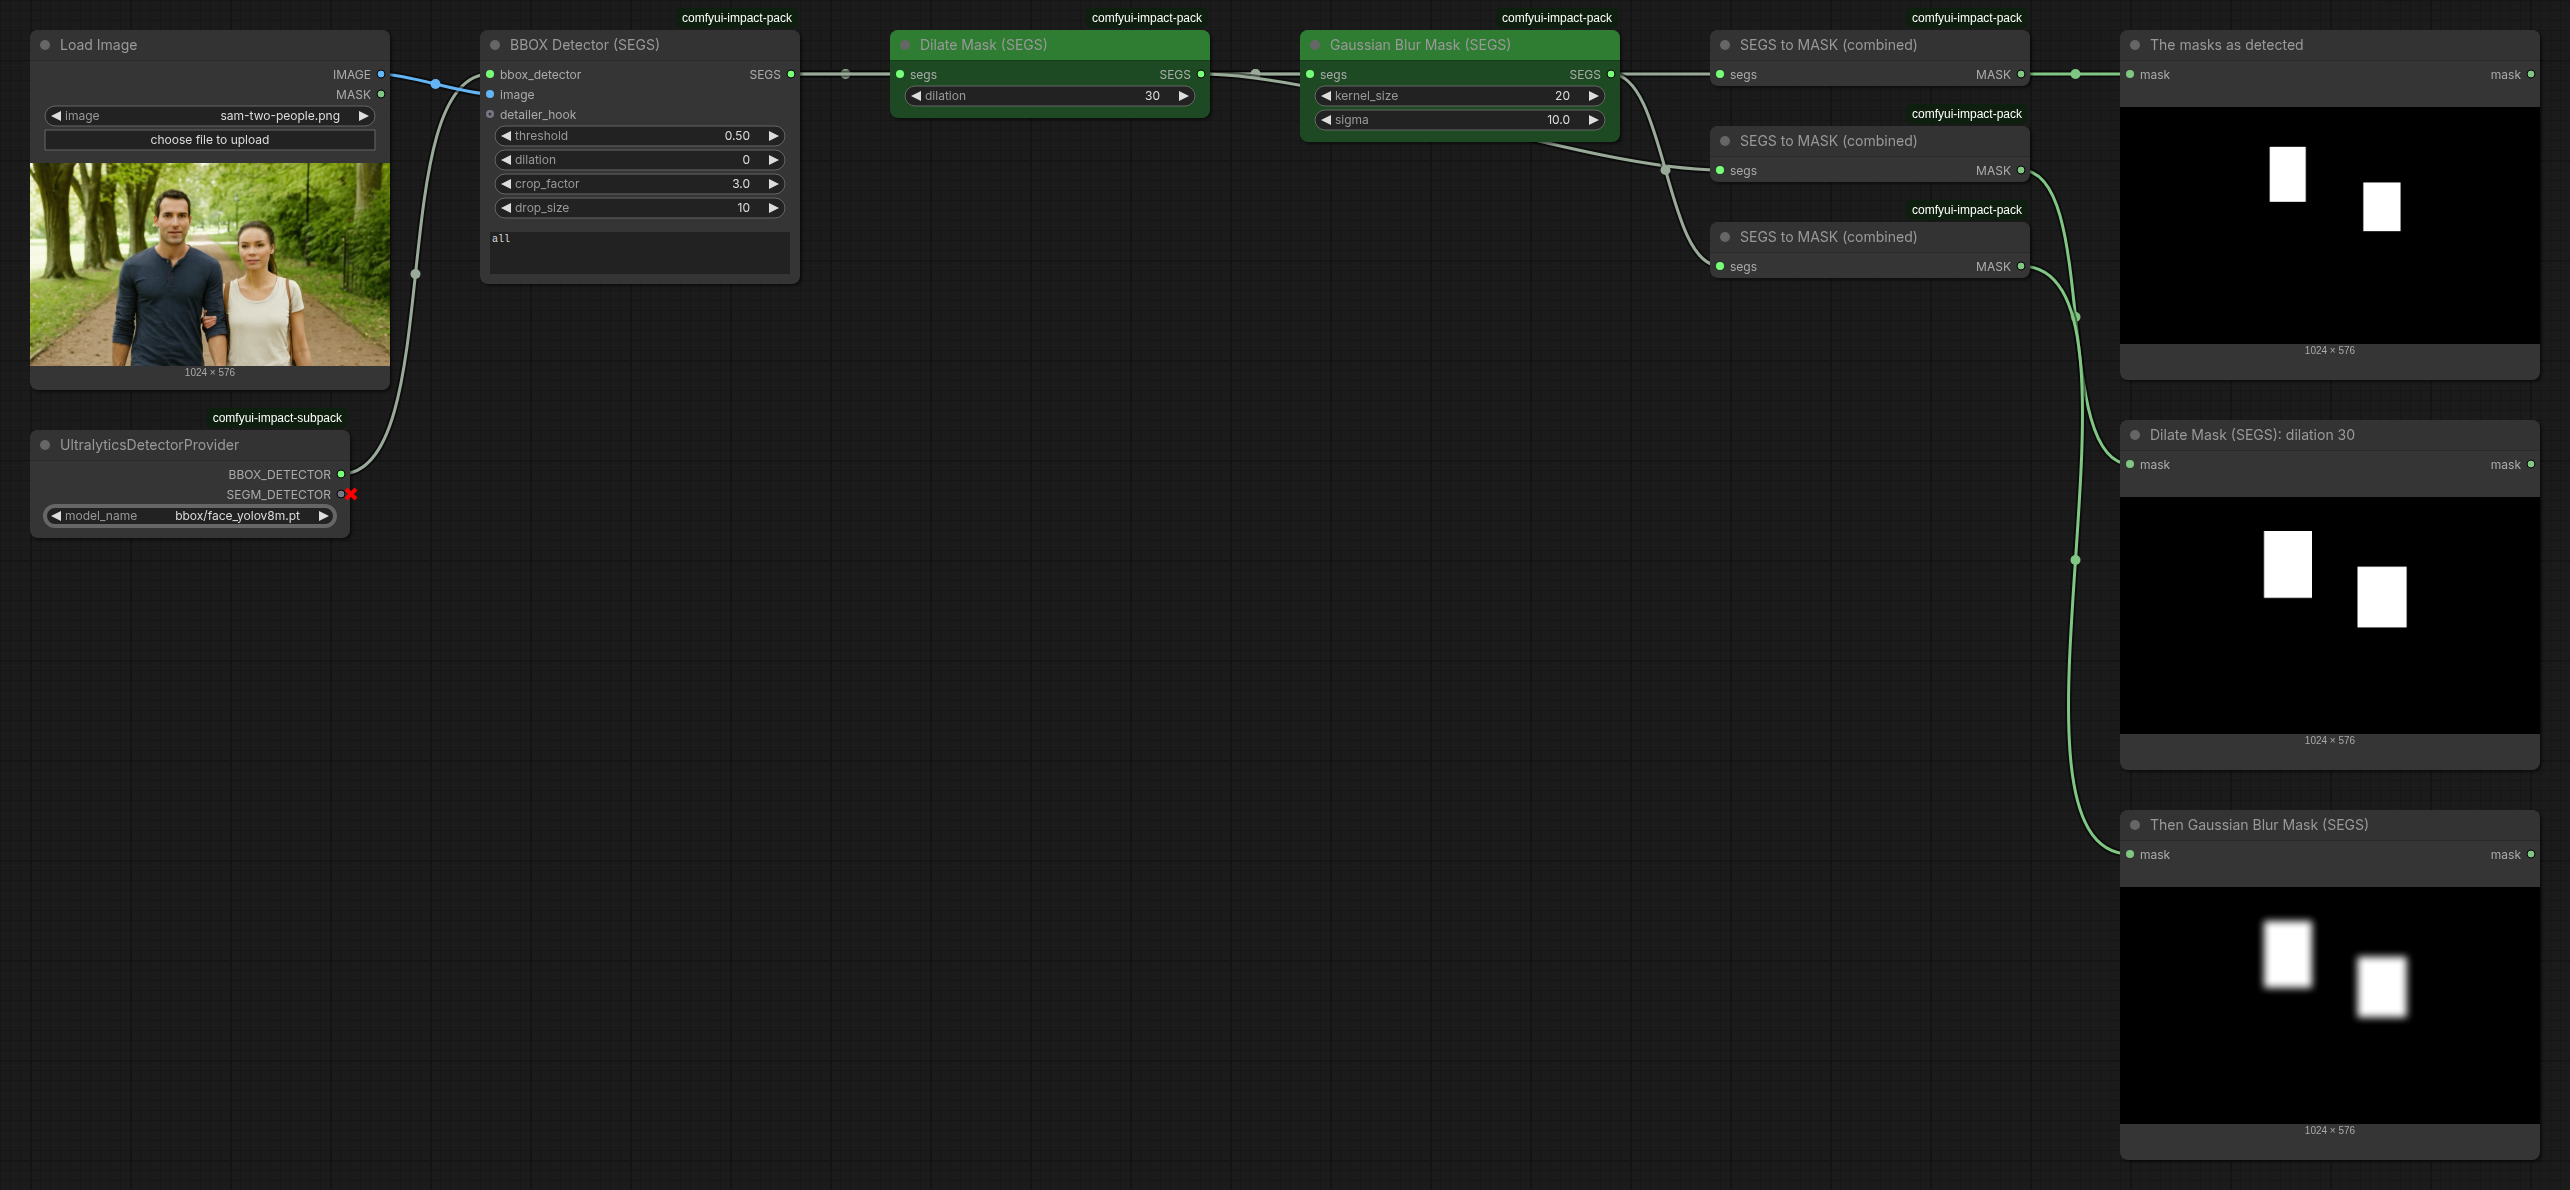 comfyui-impact-pack
comfyui-impact-pack
comfyui-impact-pack
comfyui-impact-pack
Load Image
IMAGE
MASK
image sam-two-people.png
choose file to upload
1024 × 576
comfyui-impact-subpack
UltralyticsDetectorProvider
BBOX_DETECTOR
SEGM_DETECTOR
model_name bbox/face_yolov8m.pt
BBOX Detector (SEGS)
bbox_detector SEGS
image
detailer_hook
threshold 0.50
dilation 0
crop_factor 3.0
drop_size 10
all
Dilate Mask (SEGS)
segs SEGS
dilation 30
Gaussian Blur Mask (SEGS)
segs SEGS
kernel_size 20
sigma 10.0
SEGS to MASK (combined)
segs MASK
comfyui-impact-pack
SEGS to MASK (combined)
segs MASK
comfyui-impact-pack
SEGS to MASK (combined)
segs MASK
The masks as detected
mask mask
1024 × 576
Dilate Mask (SEGS): dilation 30
mask mask
1024 × 576
Then Gaussian Blur Mask (SEGS)
mask mask
1024 × 576